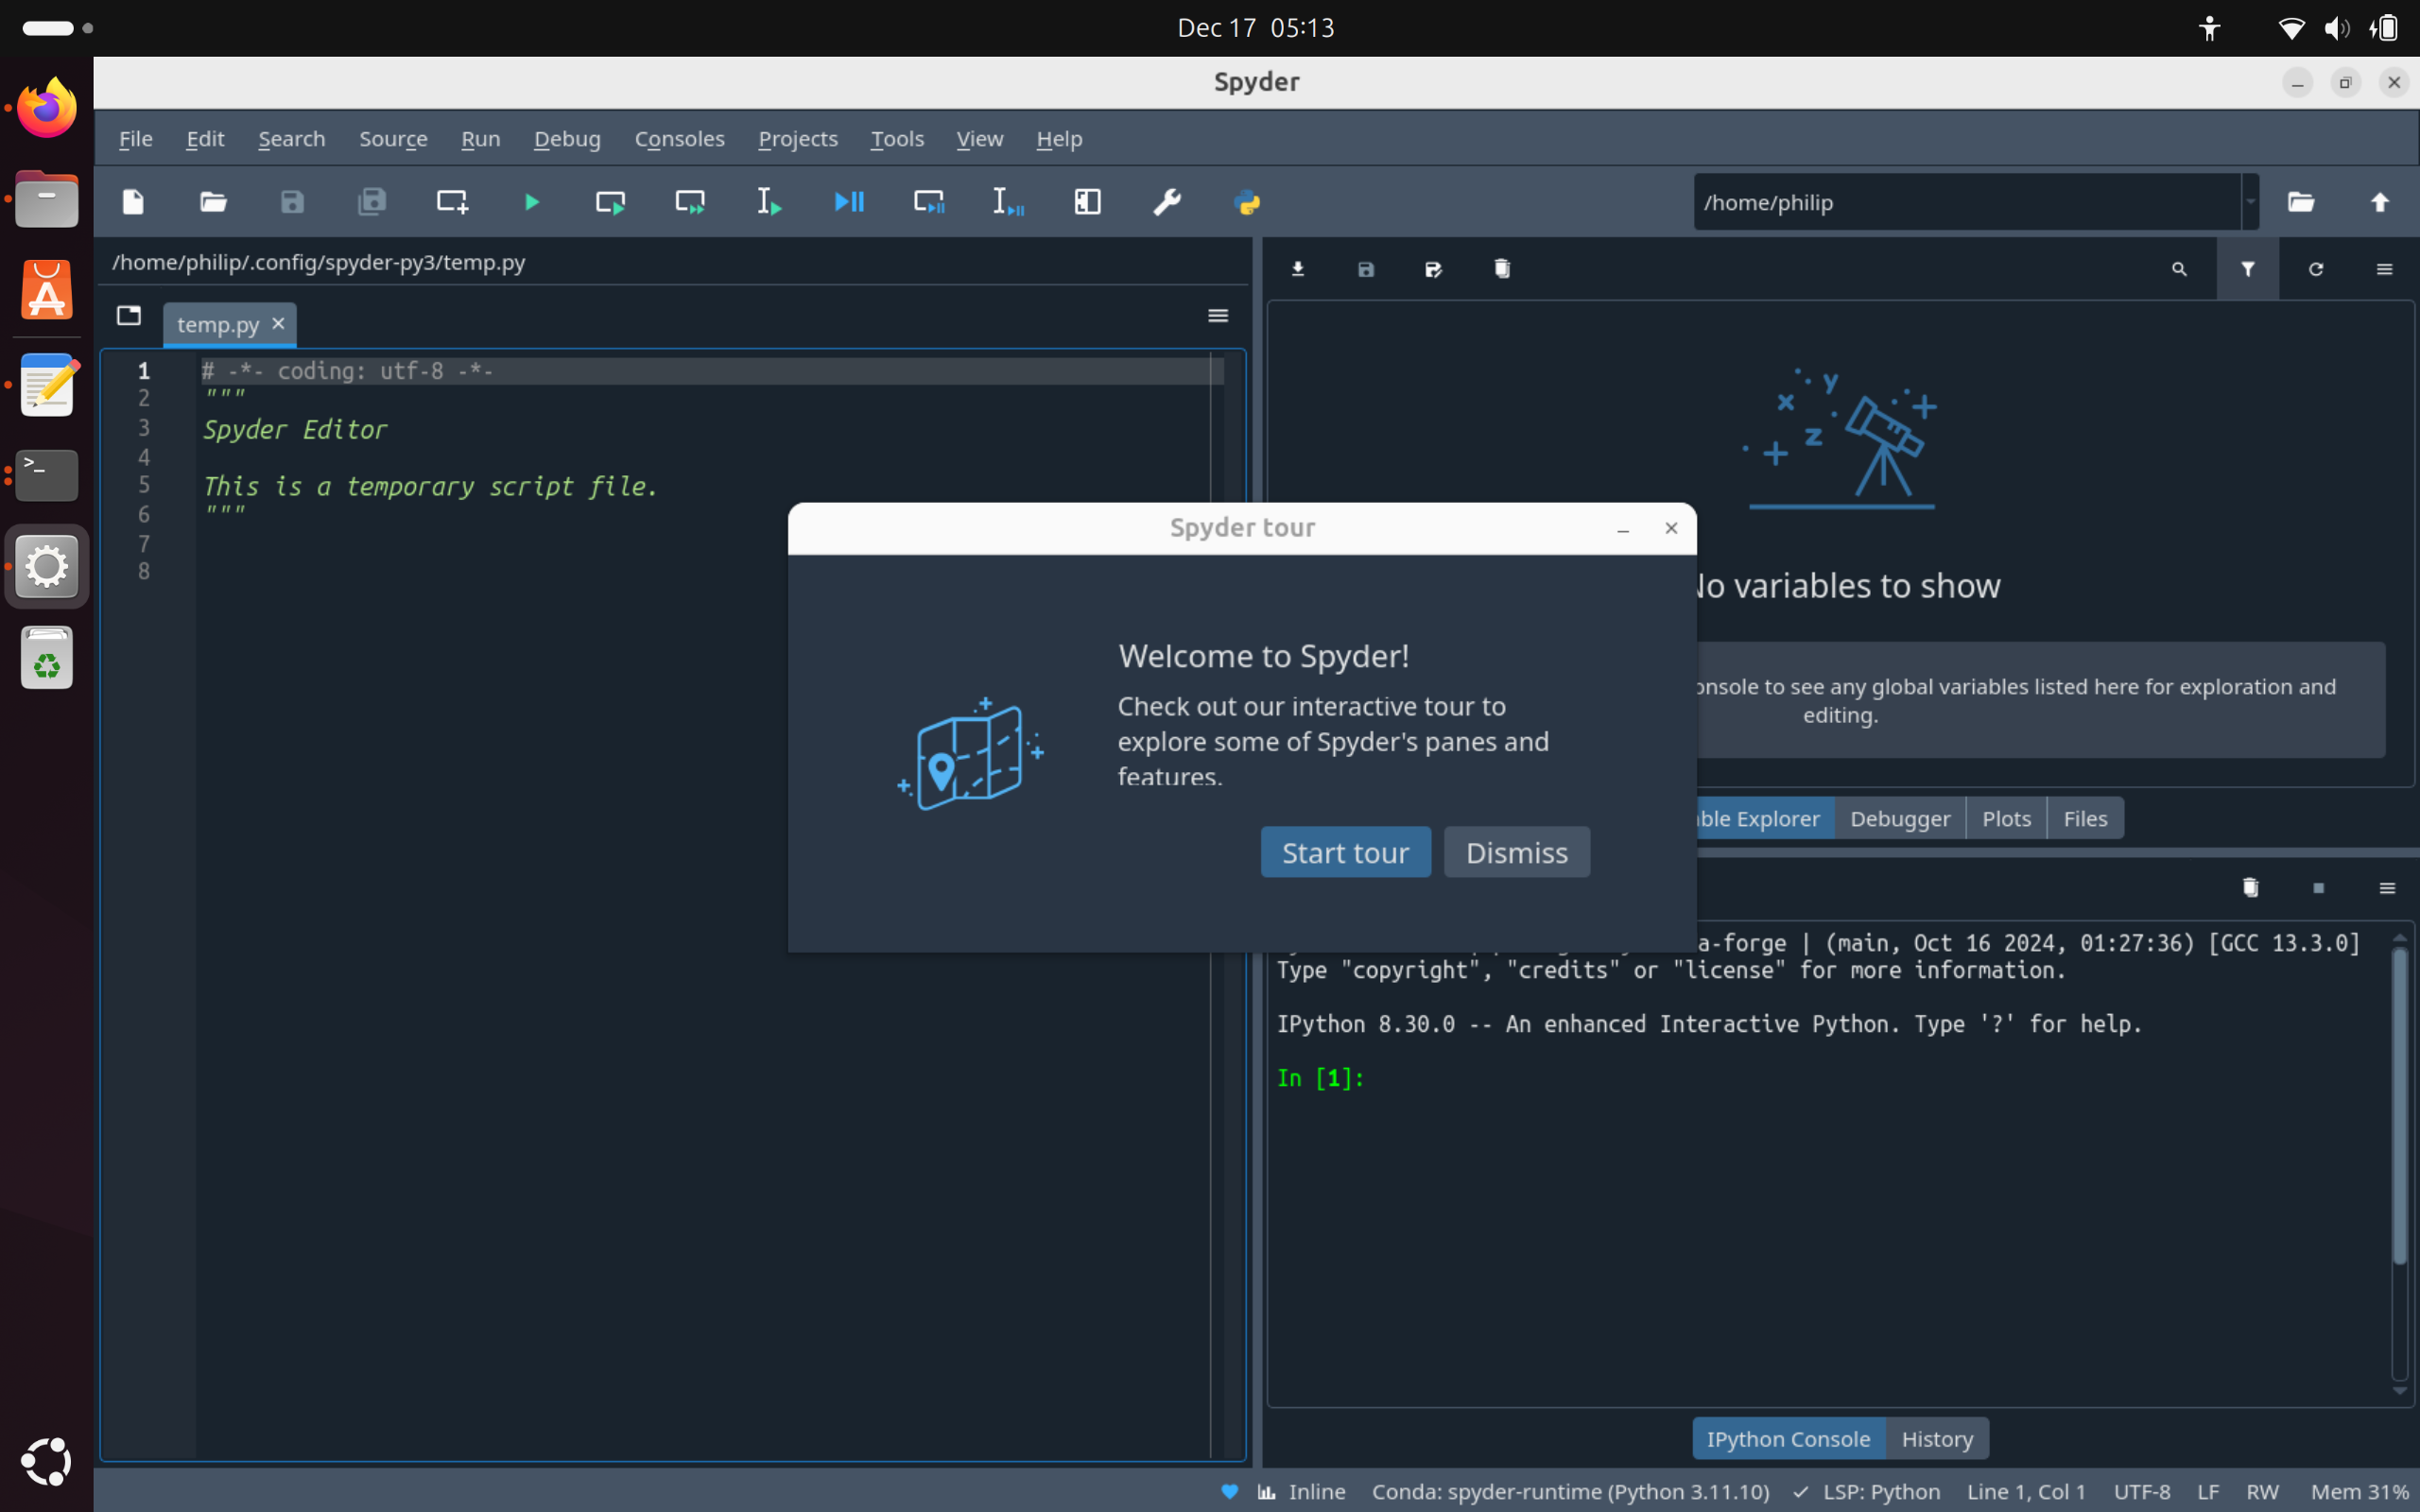 Dec 17 05:13
Spyder
File Edit Search Source Run Debug Consoles Projects Tools View Help
/home/philip
/home/philip/.config/spyder-py3/temp.py
temp.py
1 # -*- coding: utf-8 -*-
2 """
3 Spyder Editor
4
5 This is a temporary script file.
6 """
7
8
x y z
No variables to show
onsole to see any global variables listed here for exploration and
editing.
ble Explorer Debugger Plots Files
Spyder tour
Welcome to Spyder!
Check out our interactive tour to
explore some of Spyder's panes and
features.
Start tour Dismiss
a-forge | (main, Oct 16 2024, 01:27:36) [GCC 13.3.0]
Type "copyright", "credits" or "license" for more information.
IPython 8.30.0 -- An enhanced Interactive Python. Type '?' for help.
In [1]:
IPython Console History
Inline Conda: spyder-runtime (Python 3.11.10) ✓ LSP: Python Line 1, Col 1 UTF-8 LF RW Mem 31%